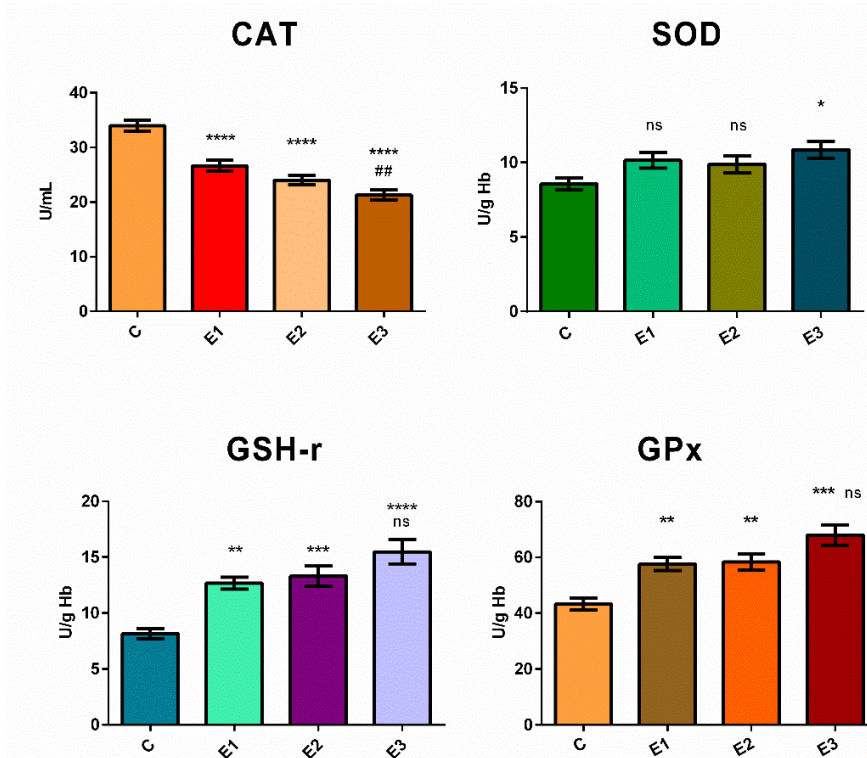 CAT
40
30
20
10
0
U/mL
****
****
****
##
C
E1
E2
E3
SOD
15
10
5
0
U/g Hb
ns
ns
*
C
E1
E2
E3
GSH-r
20
15
10
5
0
U/g Hb
**
***
****
ns
C
E1
E2
E3
GPx
80
60
40
20
0
U/g Hb
**
**
*** ns
C
E1
E2
E3